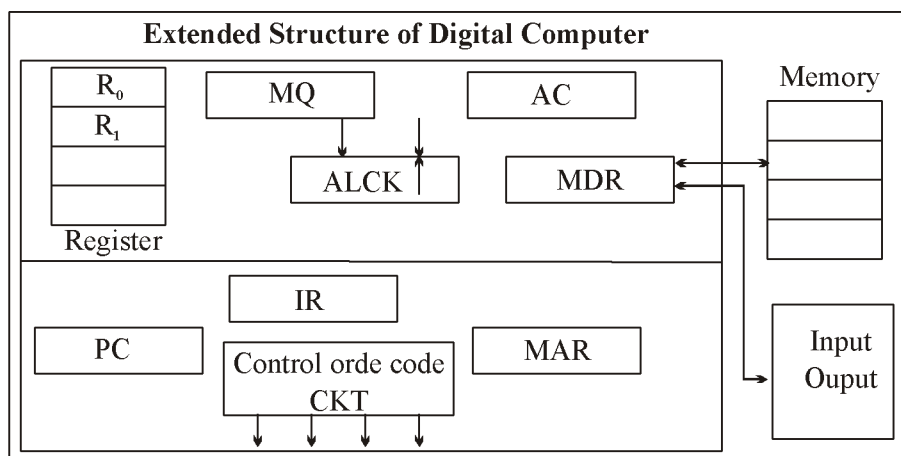 Extended Structure of Digital Computer
R0
R1
Register
MQ
AC
ALCK
MDR
Memory
IR
PC
Control orde code
CKT
MAR
Input
Ouput